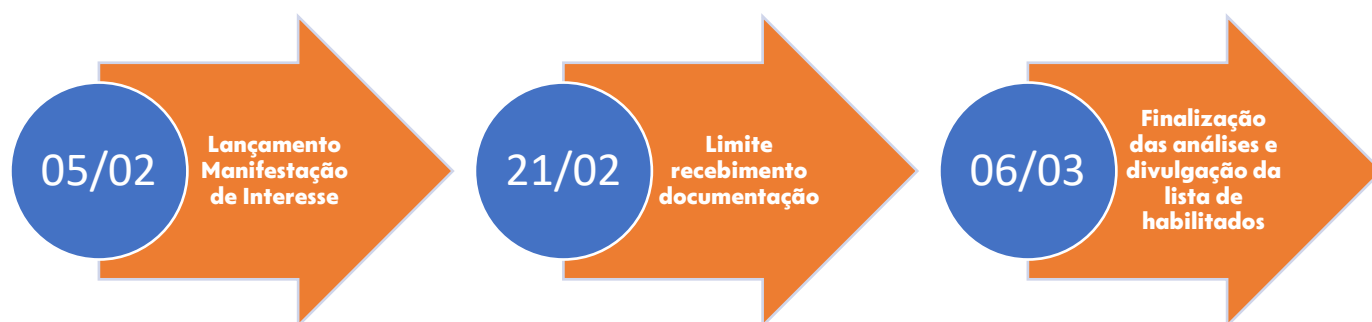 05/02
Lançamento
Manifestação
de Interesse
21/02
Limite
recebimento
documentação
06/03
Finalização
das análises e
divulgação da
lista de
habilitados